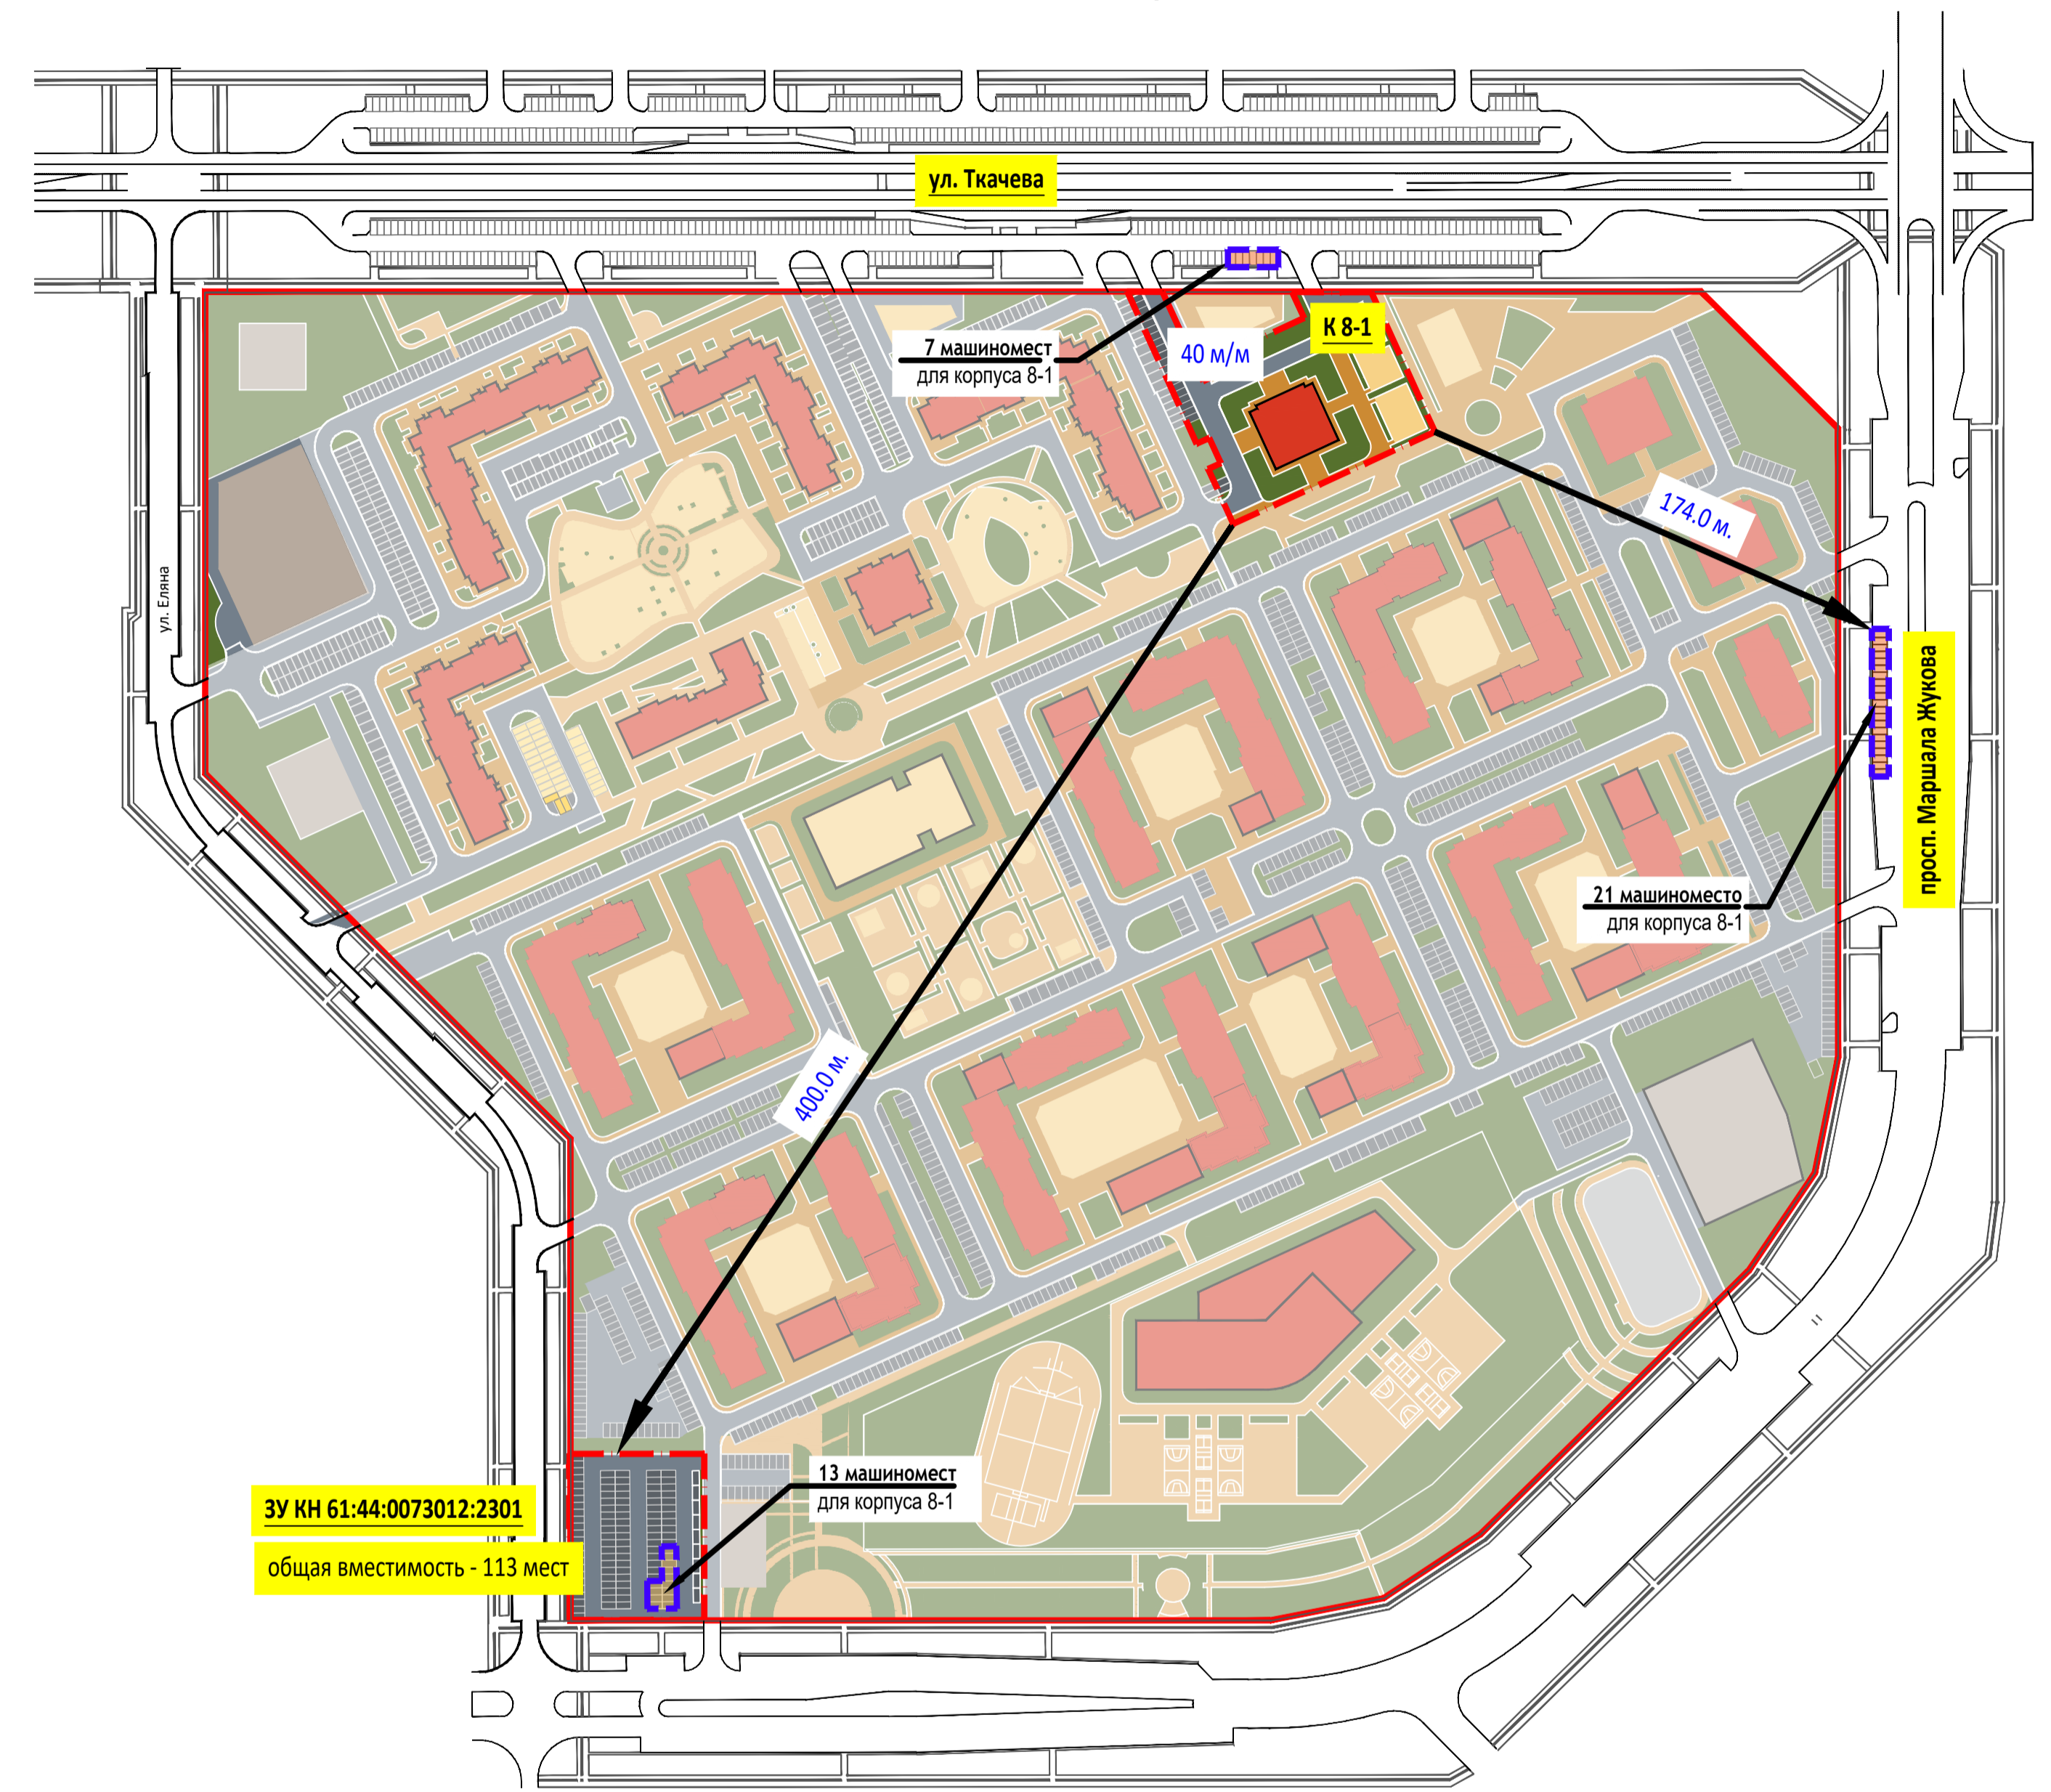 ул. Ткачева
К 8-1
7 машиномест
для корпуса 8-1
40 м/м
174.0 м.
ул. Еляна
просп. Маршала Жукова
21 машиноместо
для корпуса 8-1
400.0 м.
13 машиномест
для корпуса 8-1
ЗУ КН 61:44:0073012:2301
общая вместимость - 113 мест